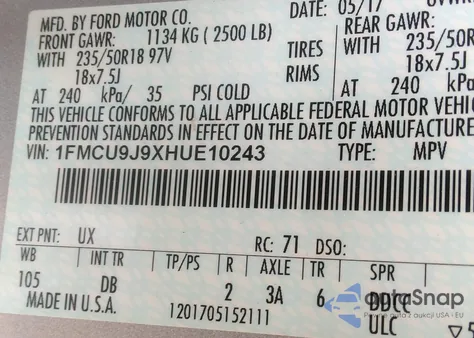 MFD. BY FORD MOTOR CO. DATE: 05/17
FRONT GAWR: 1134 KG ( 2500 LB) REAR GAWR:
WITH 235/50R18 97V TIRES 235/50
18x7.5J RIMS 18x7.5J
AT 240 kPa/ 35 PSI COLD AT 240 kPa/
THIS VEHICLE CONFORMS TO ALL APPLICABLE FEDERAL MOTOR VEHIC
PREVENTION STANDARDS IN EFFECT ON THE DATE OF MANUFACTURE
VIN: 1FMCU9J9XHUE10243 TYPE: MPV
EXT PNT: UX RC: 71 DSO:
WB INT TR TP/PS R AXLE TR SPR
105 DB 2 3A 6 DDCC
MADE IN U.S.A. 1201705152111 ULC
autoSnap